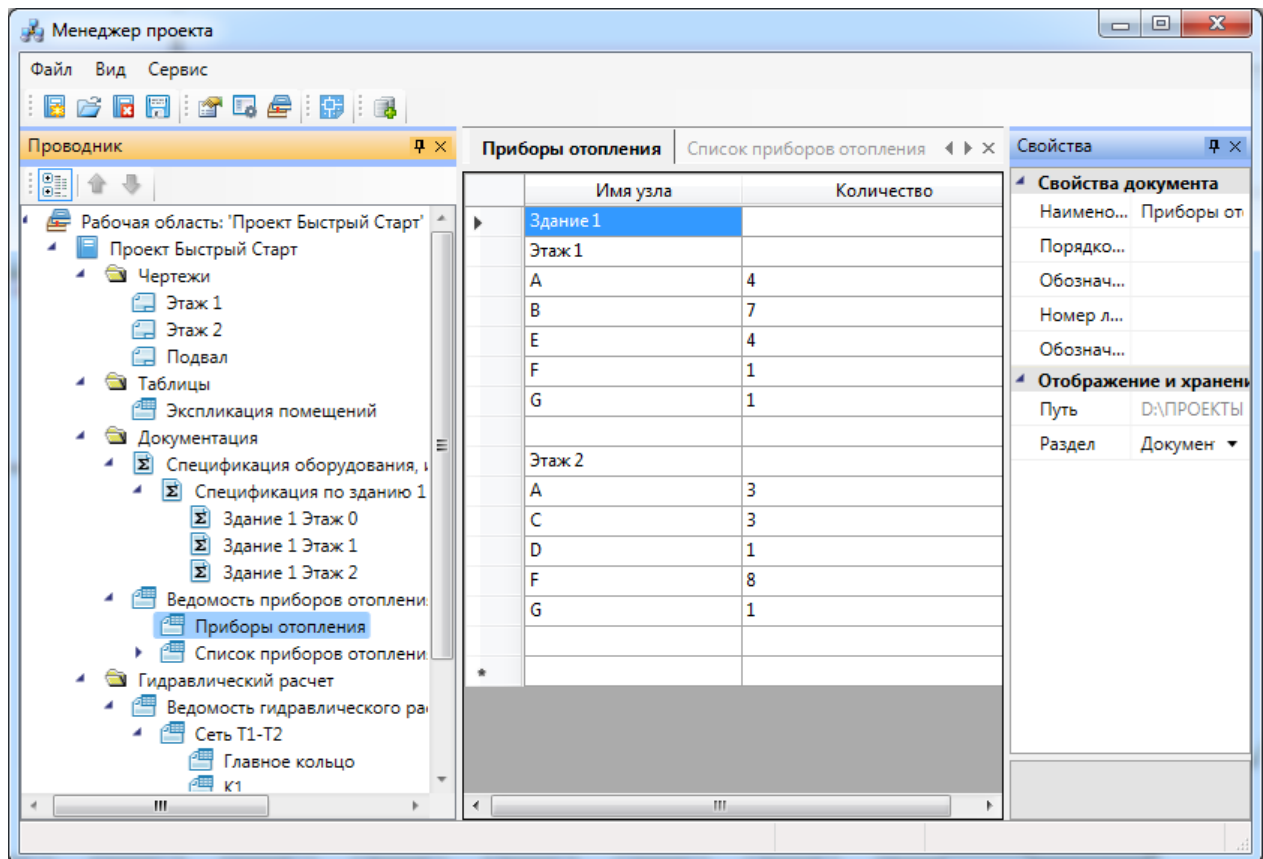 Менеджер проекта
Файл Вид Сервис
Проводник
Рабочая область: 'Проект Быстрый Старт'
Проект Быстрый Старт
Чертежи
Этаж 1
Этаж 2
Подвал
Таблицы
Экспликация помещений
Документация
Спецификация оборудования, и
Спецификация по зданию 1
Здание 1 Этаж 0
Здание 1 Этаж 1
Здание 1 Этаж 2
Ведомость приборов отоплени
Приборы отопления
Список приборов отоплени
Гидравлический расчет
Ведомость гидравлического ра
Сеть Т1-Т2
Главное кольцо
К1
Приборы отопления Список приборов отопления
Имя узла Количество
Здание 1
Этаж 1
A 4
B 7
E 4
F 1
G 1
Этаж 2
A 3
C 3
D 1
F 8
G 1
*
Свойства
Свойства документа
Наимено... Приборы от
Порядко...
Обознач...
Номер л...
Обознач...
Отображение и хранени
Путь D:\ПРОЕКТЫ
Раздел Докумен